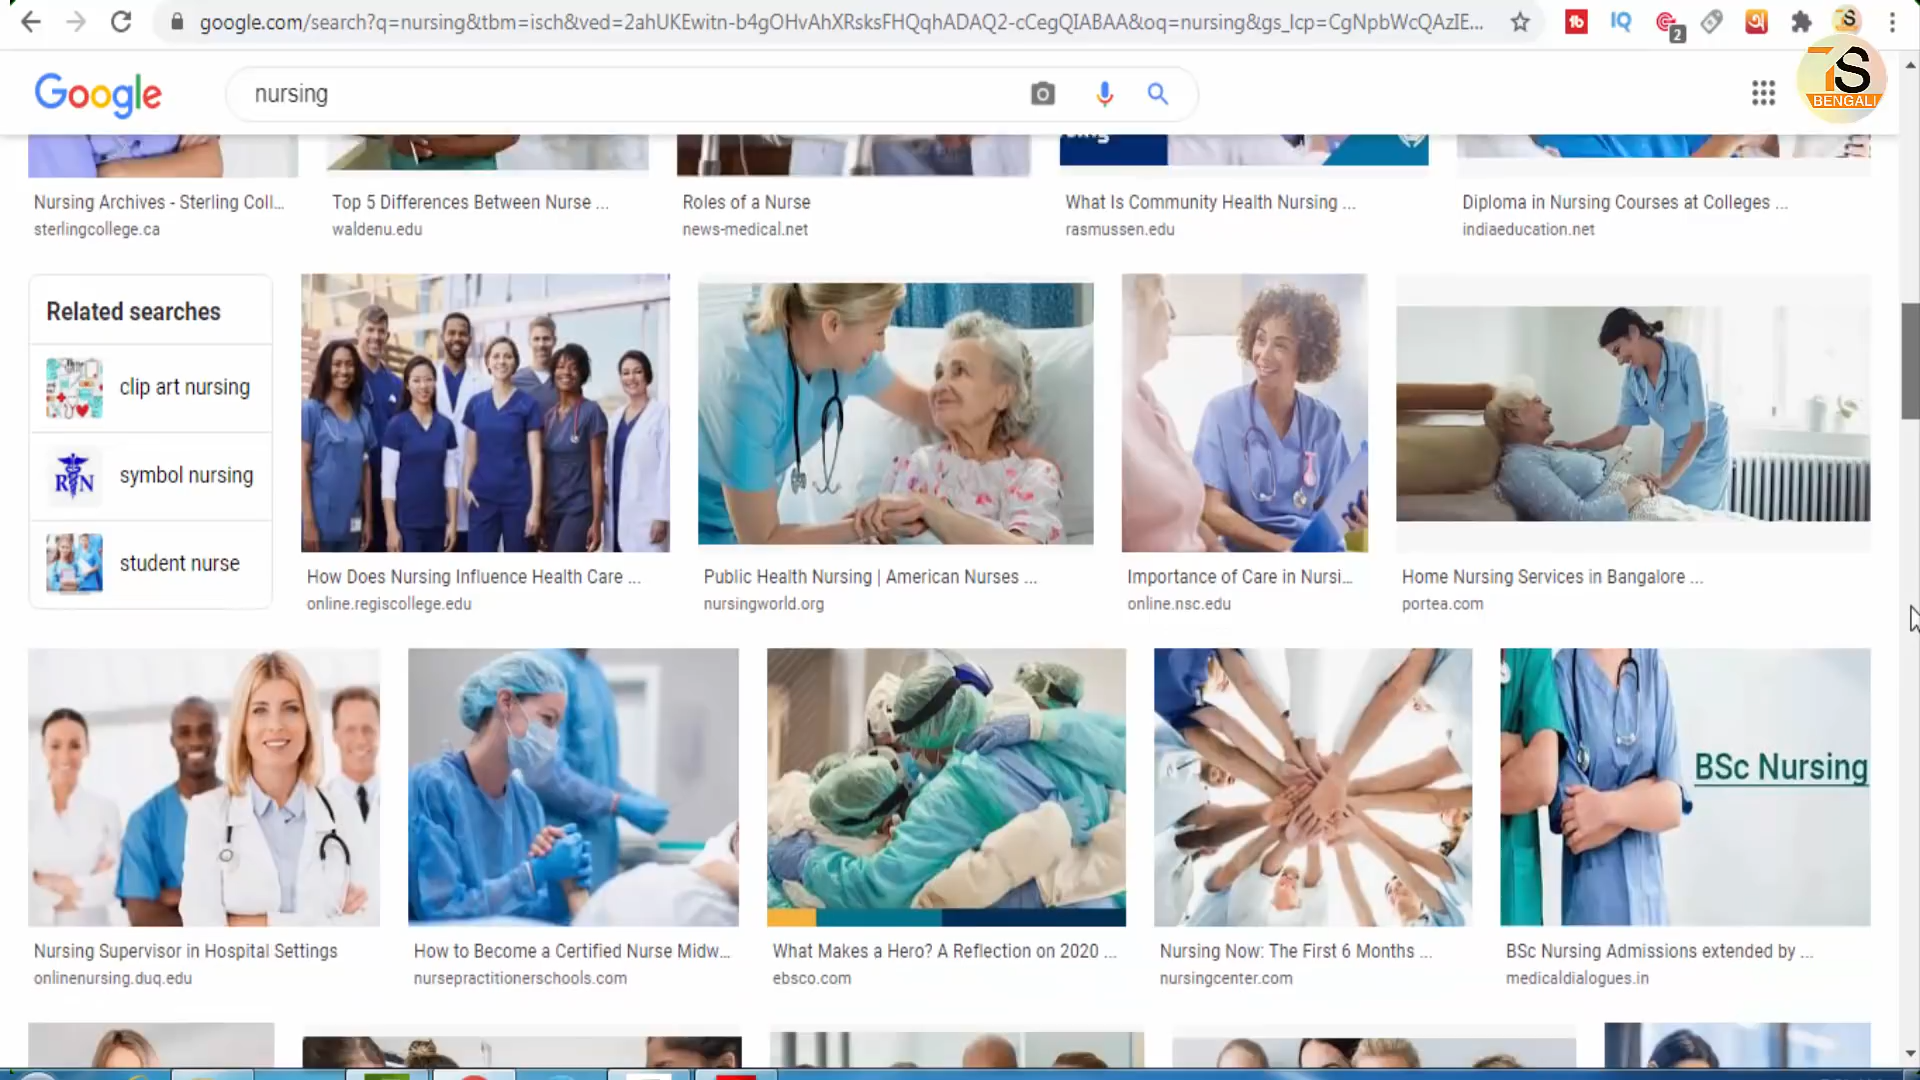 google.com/search?q=nursing&tbm=isch&ved=2ahUKEwitn-b4gOHvAhXRsksFHQqhADAQ2-cCegQIABAA&oq=nursing&gs_lcp=CgNpbWcQAzIE...
IQ
2
S
Google
nursing
S
BENGALI
Nursing Archives - Sterling Coll...
sterlingcollege.ca
Top 5 Differences Between Nurse ...
waldenu.edu
Roles of a Nurse
news-medical.net
What Is Community Health Nursing ...
rasmussen.edu
Diploma in Nursing Courses at Colleges ...
indiaeducation.net
Related searches
clip art nursing
RN
symbol nursing
student nurse
How Does Nursing Influence Health Care ...
online.regiscollege.edu
Public Health Nursing | American Nurses ...
nursingworld.org
Importance of Care in Nursi...
online.nsc.edu
Home Nursing Services in Bangalore ...
portea.com
BSc Nursing
Nursing Supervisor in Hospital Settings
onlinenursing.duq.edu
How to Become a Certified Nurse Midw...
nursepractitionerschools.com
What Makes a Hero? A Reflection on 2020 ...
ebsco.com
Nursing Now: The First 6 Months ...
nursingcenter.com
BSc Nursing Admissions extended by ...
medicaldialogues.in